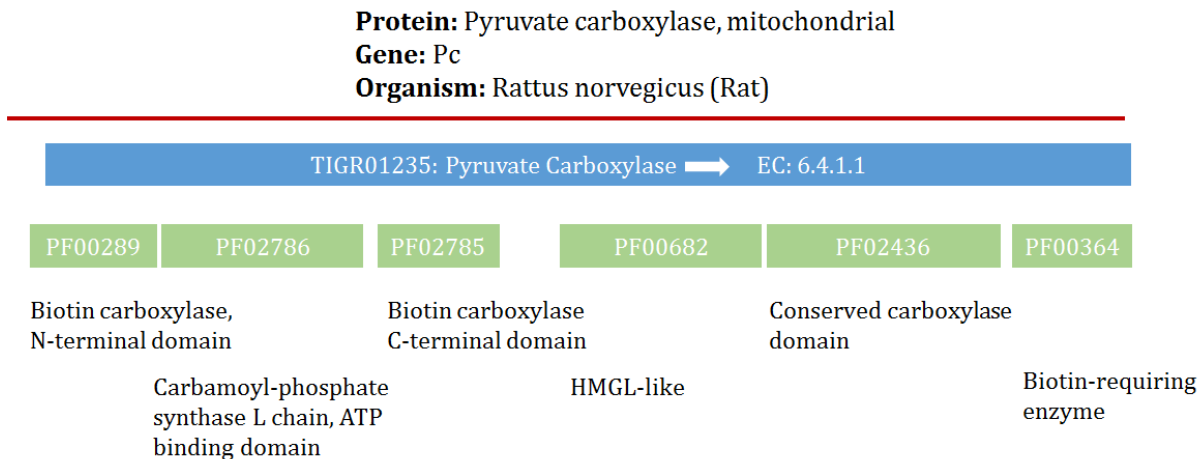 Protein: Pyruvate carboxylase, mitochondrial
Gene: Pc
Organism: Rattus norvegicus (Rat)
TIGR01235: Pyruvate Carboxylase EC: 6.4.1.1
PF00289 PF02786 PF02785 PF00682 PF02436 PF00364
Biotin carboxylase,
N-terminal domain
Biotin carboxylase
C-terminal domain
Conserved carboxylase
domain
Carbamoyl-phosphate
synthase L chain, ATP
binding domain
HMGL-like
Biotin-requiring
enzyme